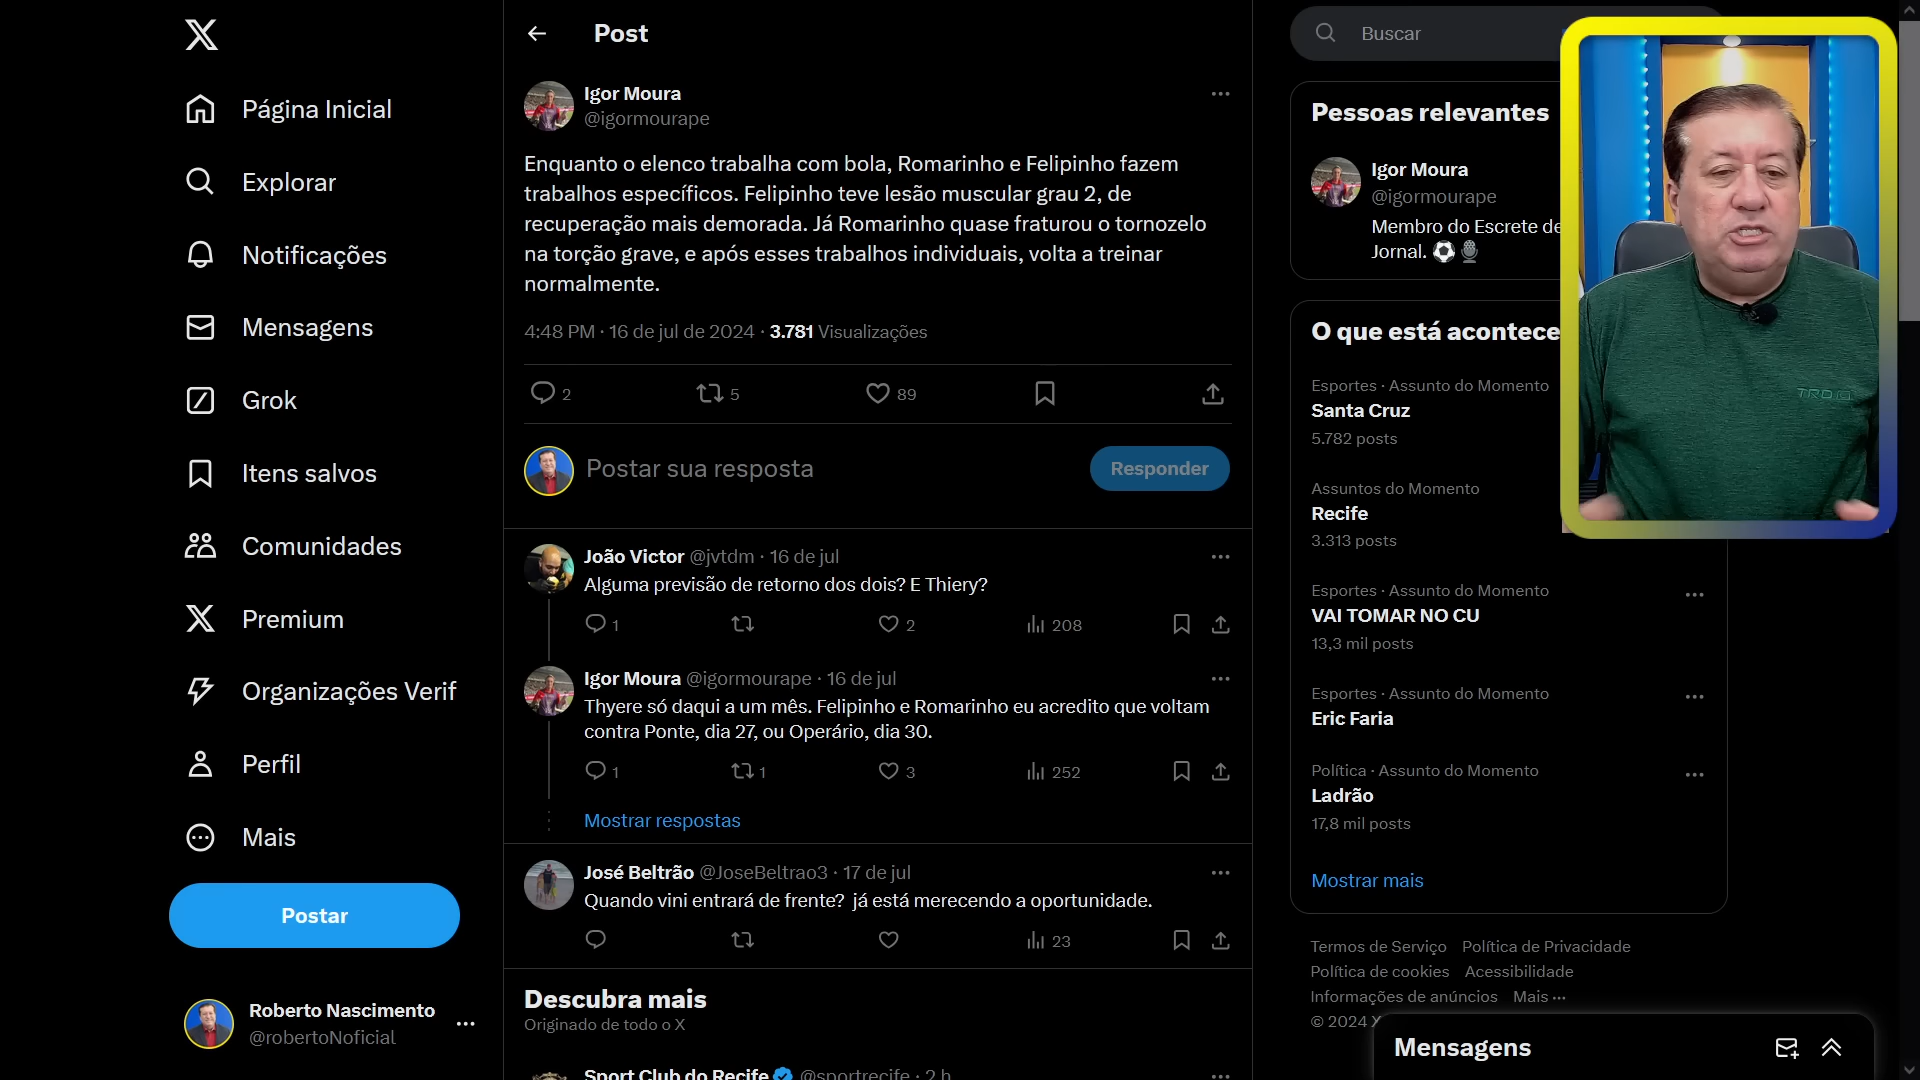 Post
Buscar
Página Inicial
Explorar
Notificações
Mensagens
Grok
Itens salvos
Comunidades
Premium
Organizações Verif
Perfil
Mais
Postar
Roberto Nascimento
@robertoNoficial
Igor Moura
@igormourape
Enquanto o elenco trabalha com bola, Romarinho e Felipinho fazem
trabalhos específicos. Felipinho teve lesão muscular grau 2, de
recuperação mais demorada. Já Romarinho quase fraturou o tornozelo
na torção grave, e após esses trabalhos individuais, volta a treinar
normalmente.
4:48 PM · 16 de jul de 2024 · 3.781 Visualizações
2 5 89
Postar sua resposta
Responder
João Victor @jvtdm · 16 de jul
Alguma previsão de retorno dos dois? E Thiery?
1 2 208
Igor Moura @igormourape · 16 de jul
Thyere só daqui a um mês. Felipinho e Romarinho eu acredito que voltam
contra Ponte, dia 27, ou Operário, dia 30.
1 1 3 252
Mostrar respostas
José Beltrão @JoseBeltrao3 · 17 de jul
Quando vini entrará de frente? já está merecendo a oportunidade.
23
Descubra mais
Originado de todo o X
Sport Club do Recife @sportrecife · 2 h
Pessoas relevantes
Igor Moura
@igormourape
Membro do Escrete de
Jornal.
O que está acontece
Esportes · Assunto do Momento
Santa Cruz
5.782 posts
Assuntos do Momento
Recife
3.313 posts
Esportes · Assunto do Momento
VAI TOMAR NO CU
13,3 mil posts
Esportes · Assunto do Momento
Eric Faria
Política · Assunto do Momento
Ladrão
17,8 mil posts
Mostrar mais
Termos de Serviço Política de Privacidade
Política de cookies Acessibilidade
Informações de anúncios Mais ···
© 2024 X
Mensagens